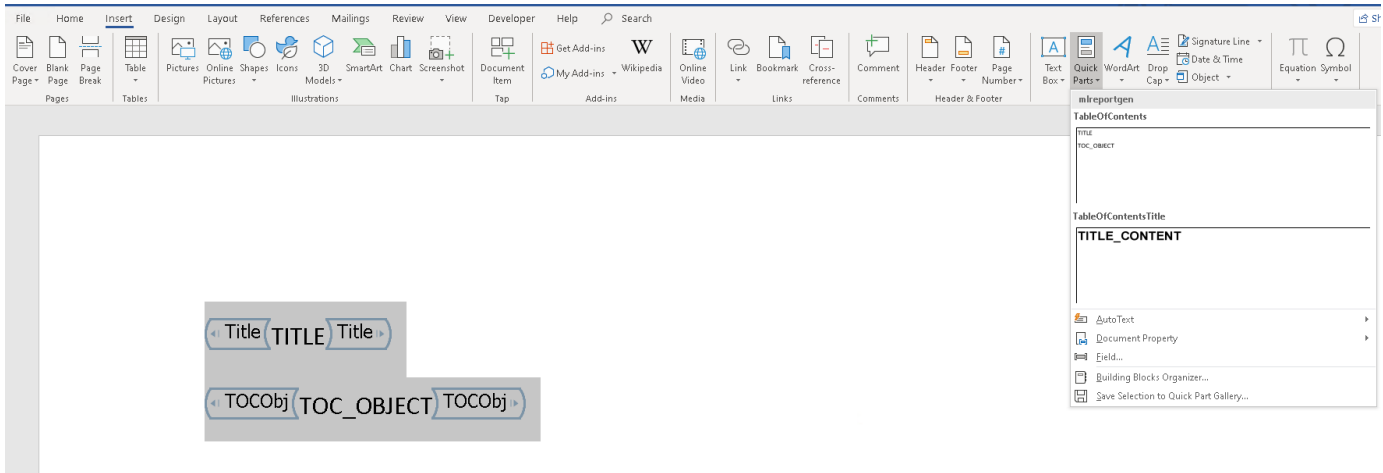 File Home Insert Design Layout References Mailings Review View Developer Help Search
Cover Page Blank Page Page Break Table Pictures Online Pictures Shapes Icons 3D Models SmartArt Chart Screenshot Document Item Get Add-ins My Add-ins Wikipedia Online Video Link Bookmark Cross-reference Comment Header Footer Page Number Text Box Quick Parts WordArt Drop Cap Signature Line Date & Time Object Equation Symbol
Pages Tables Illustrations Tap Add-ins Media Links Comments Header & Footer
mlreportgen
TableOfContents
TITLE
TOC_OBJECT
TableOfContentsTitle
TITLE_CONTENT
AutoText
Document Property
Field...
Building Blocks Organizer...
Save Selection to Quick Part Gallery...
Title TITLE Title
TOCObj TOC_OBJECT TOCObj